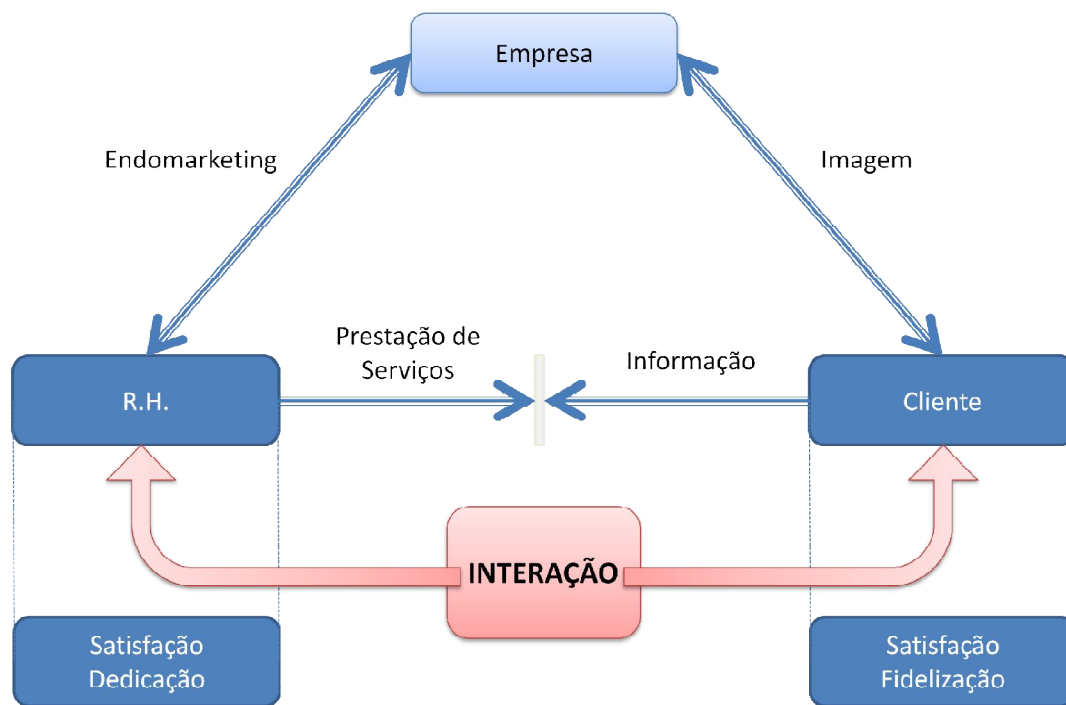 Empresa
Endomarketing
Imagem
Prestação de
Serviços
Informação
R.H.
Cliente
INTERAÇÃO
Satisfação
Dedicação
Satisfação
Fidelização